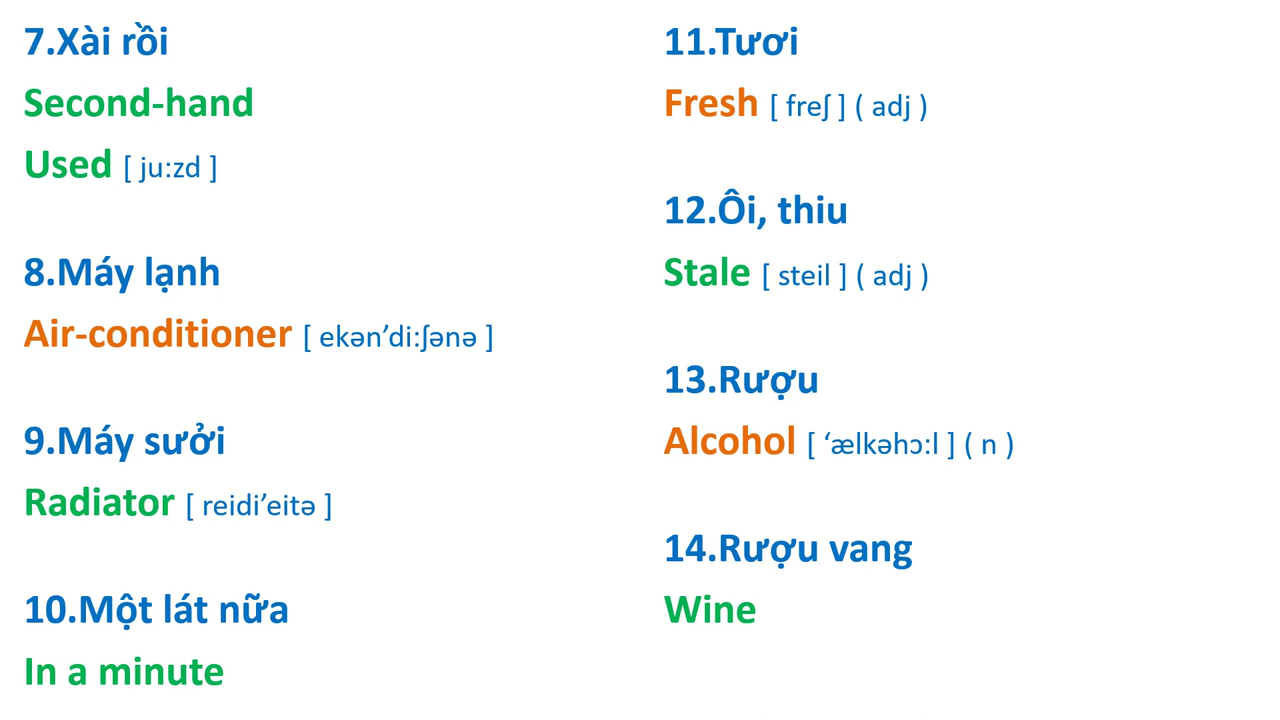 7.Xài rồi
Second-hand
Used [ ju:zd ]
8.Máy lạnh
Air-conditioner [ ekən’di:ʃənə ]
9.Máy sưởi
Radiator [ reidi’eitə ]
10.Một lát nữa
In a minute
11.Tươi
Fresh [ freʃ ] ( adj )
12.Ôi, thiu
Stale [ steil ] ( adj )
13.Rượu
Alcohol [ ‘ælkəhɔ:l ] ( n )
14.Rượu vang
Wine